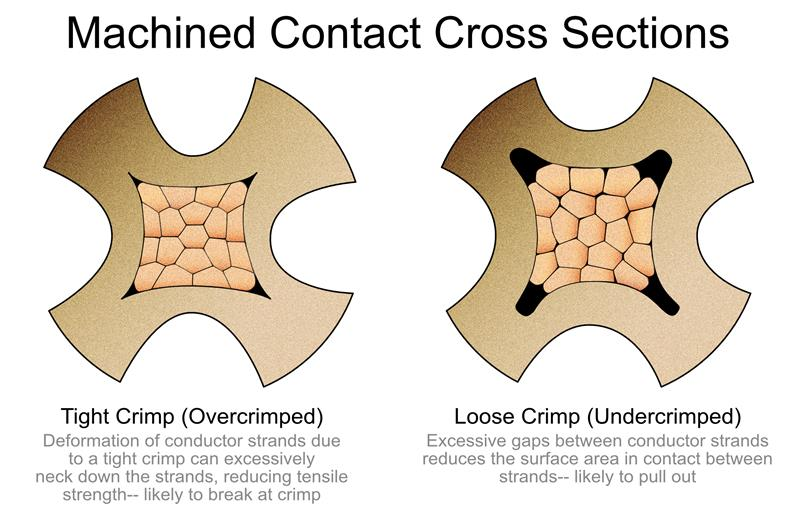 Machined Contact Cross Sections
Tight Crimp (Overcrimped)
Deformation of conductor strands due
to a tight crimp can excessively
neck down the strands, reducing tensile
strength-- likely to break at crimp
Loose Crimp (Undercrimped)
Excessive gaps between conductor strands
reduces the surface area in contact between
strands-- likely to pull out